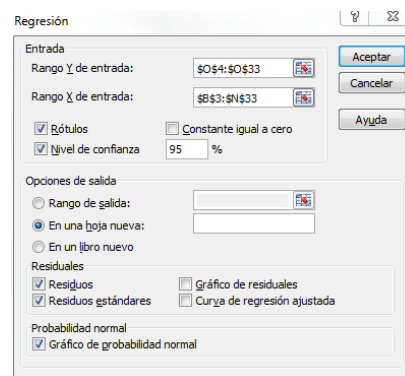 Regresión
Entrada
Rango Y de entrada: $O$4:$O$33
Rango X de entrada: $B$3:$N$33
Rótulos Constante igual a cero
Nivel de confianza 95 %
Aceptar
Cancelar
Ayuda
Opciones de salida
Rango de salida:
En una hoja nueva:
En un libro nuevo
Residuales
Residuos Gráfico de residuales
Residuos estándares Curva de regresión ajustada
Probabilidad normal
Gráfico de probabilidad normal